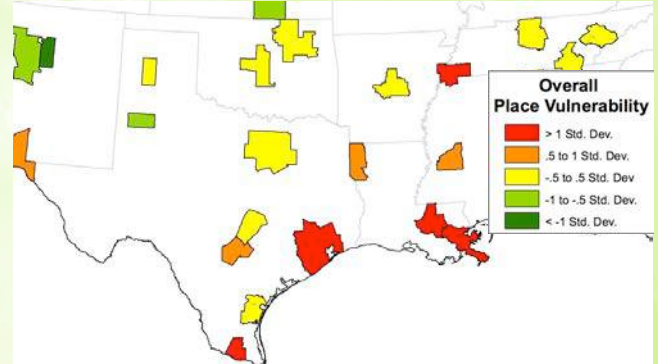 Overall
Place Vulnerability
> 1 Std. Dev.
.5 to 1 Std. Dev.
-.5 to .5 Std. Dev
-1 to -.5 Std. Dev.
< -1 Std. Dev.